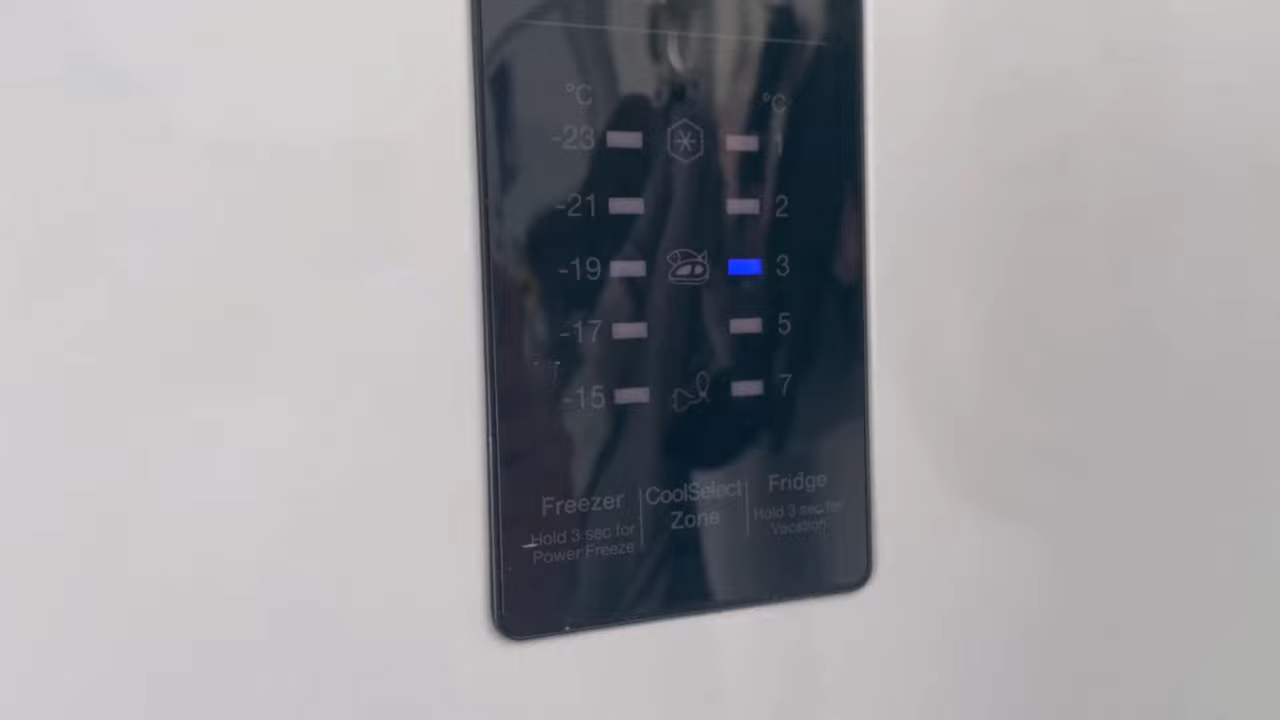 °C °C
-23 1
-21 2
-19 3
-17 5
-15 7
Freezer
Hold 3 sec for
Power Freeze
CoolSelect
Zone
Fridge
Hold 3 sec for
Vacation